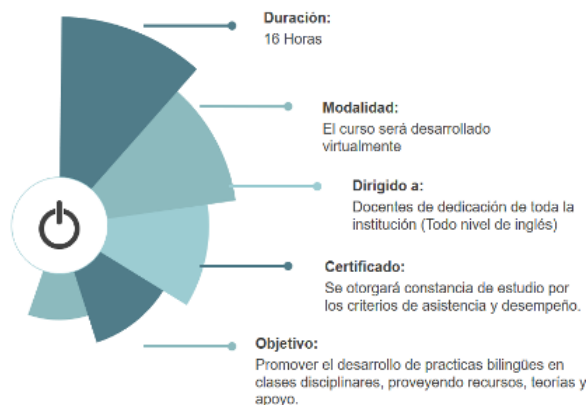 Duración:
16 Horas
Modalidad:
El curso será desarrollado
virtualmente
Dirigido a:
Docentes de dedicación de toda la
institución (Todo nivel de inglés)
Certificado:
Se otorgará constancia de estudio por
los criterios de asistencia y desempeño.
Objetivo:
Promover el desarrollo de practicas bilingües en
clases disciplinares, proveyendo recursos, teorías y
apoyo.